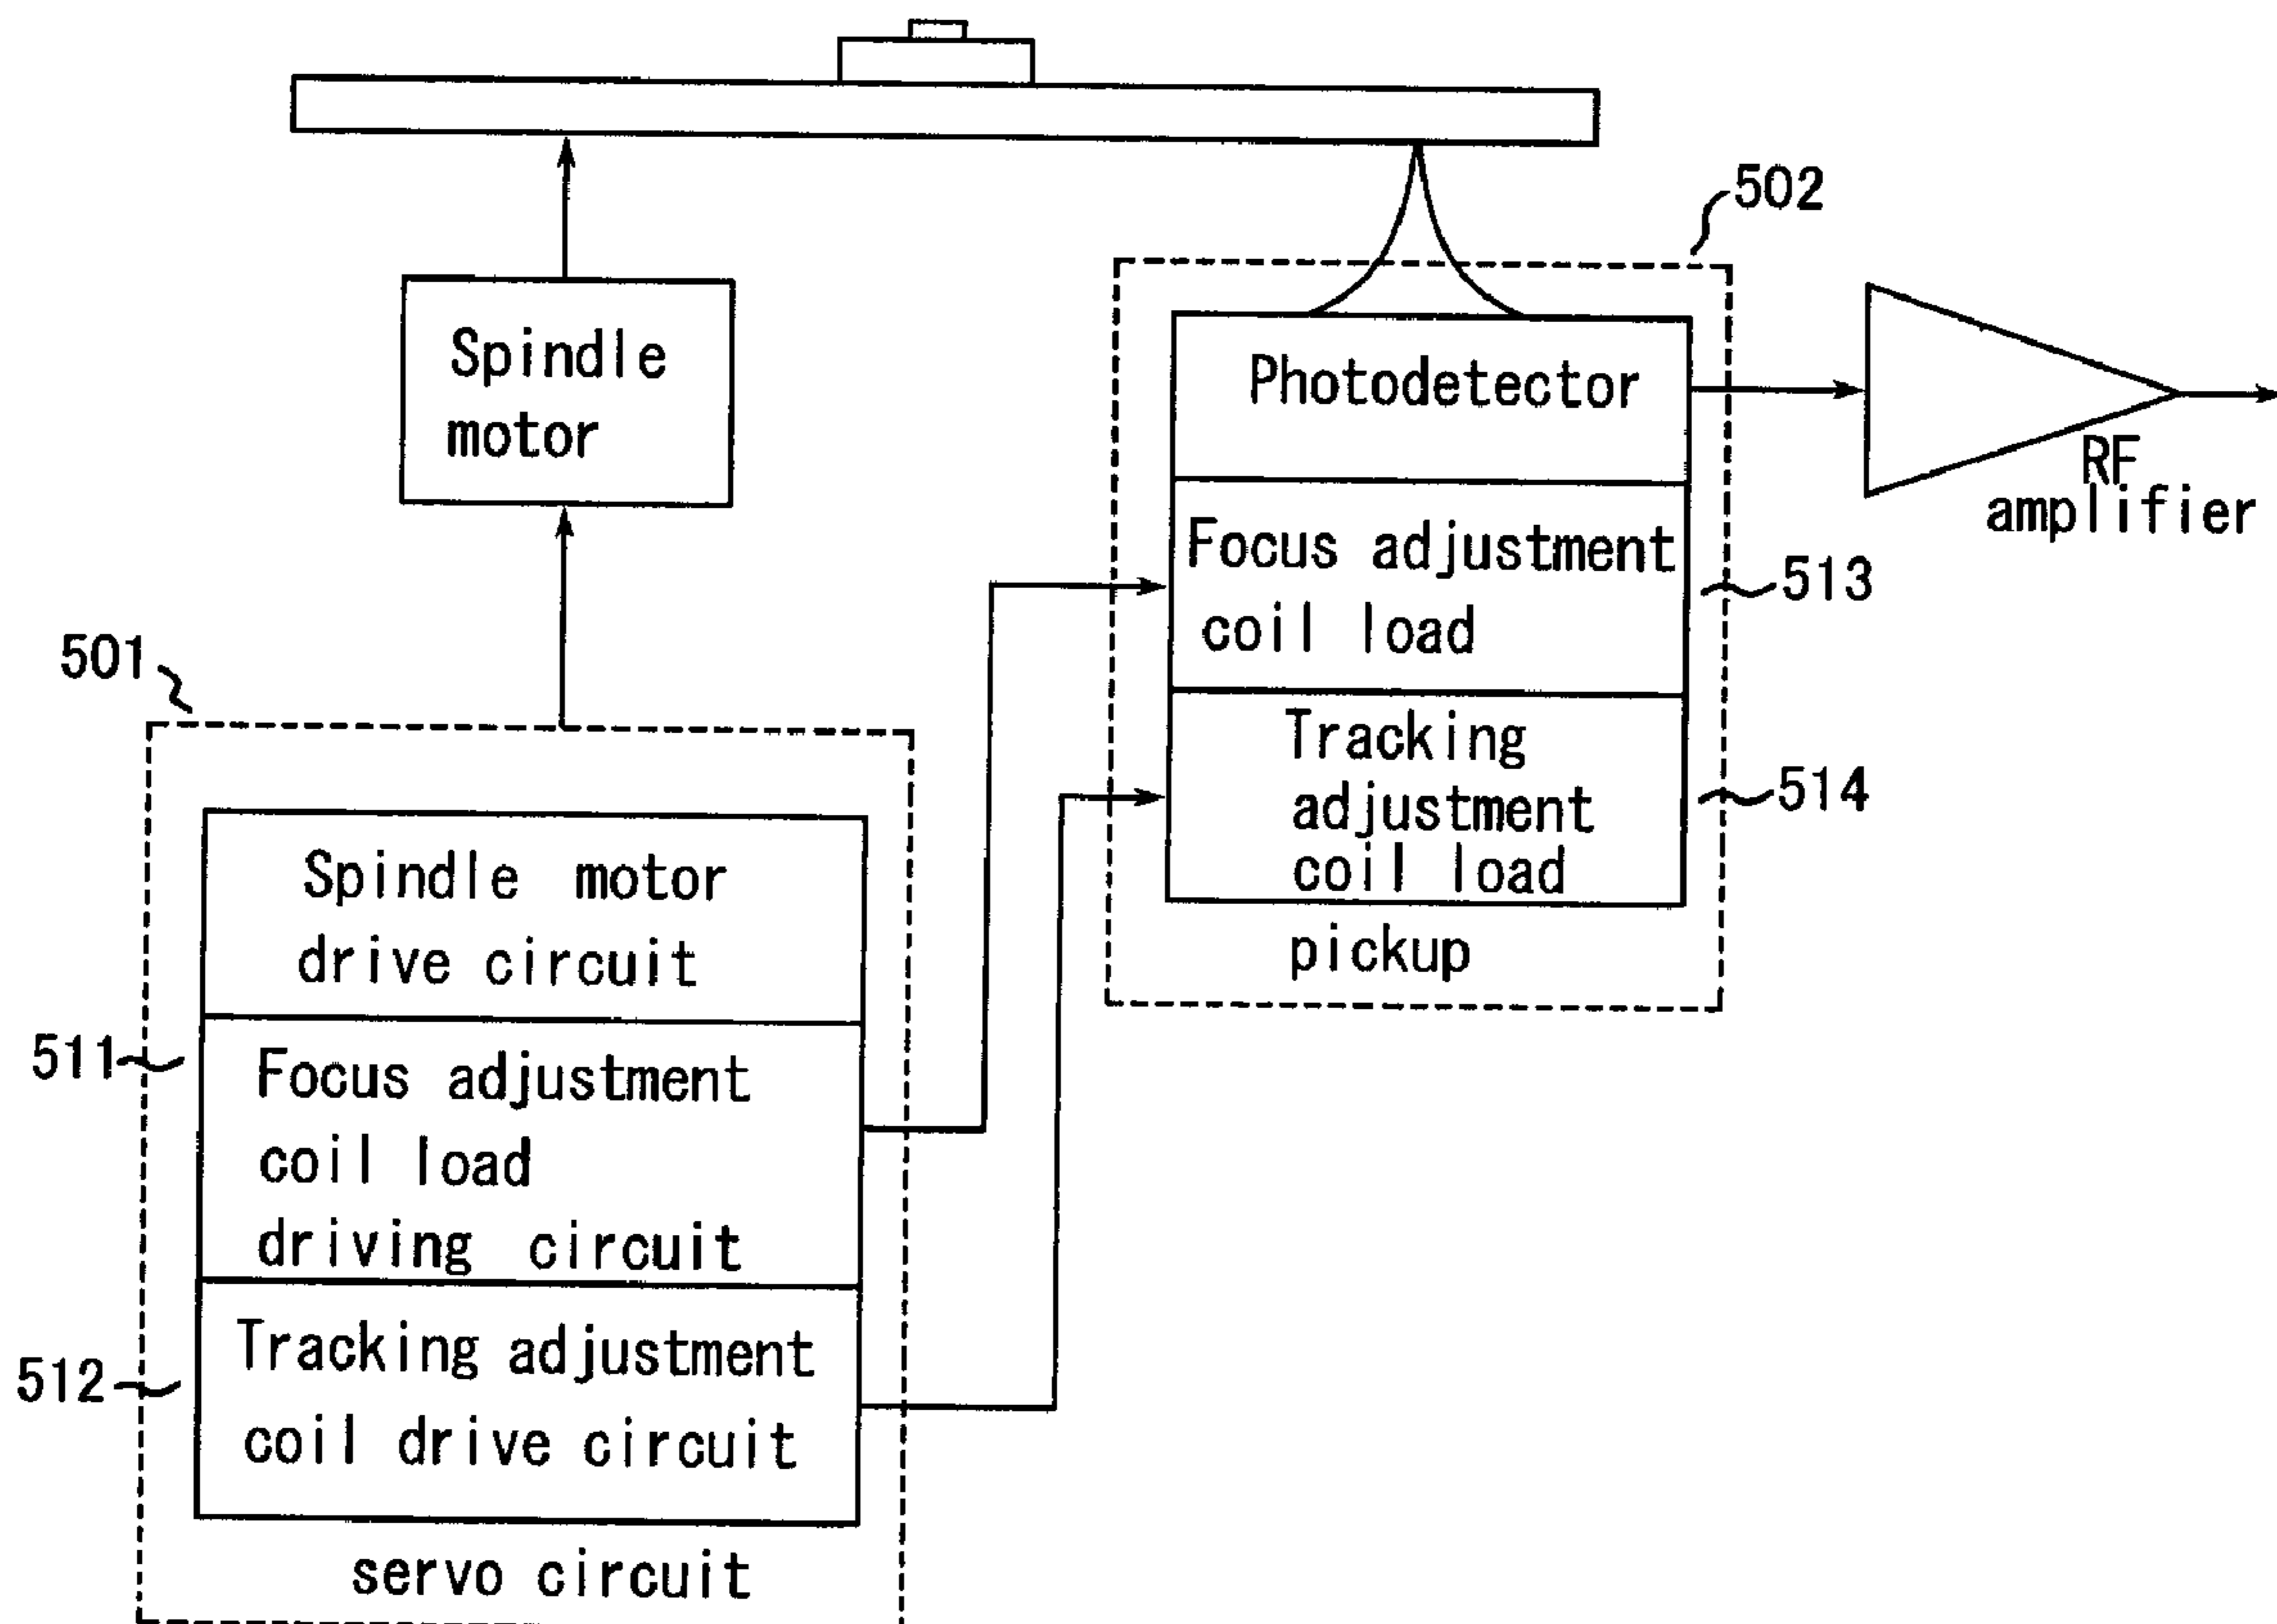 502
Spindle
motor
Photodetector
RF
amplifier
Focus adjustment
coil load
513
501
Tracking
adjustment
coil load
514
pickup
Spindle motor
drive circuit
511
Focus adjustment
coil load
driving circuit
512
Tracking adjustment
coil drive circuit
servo circuit